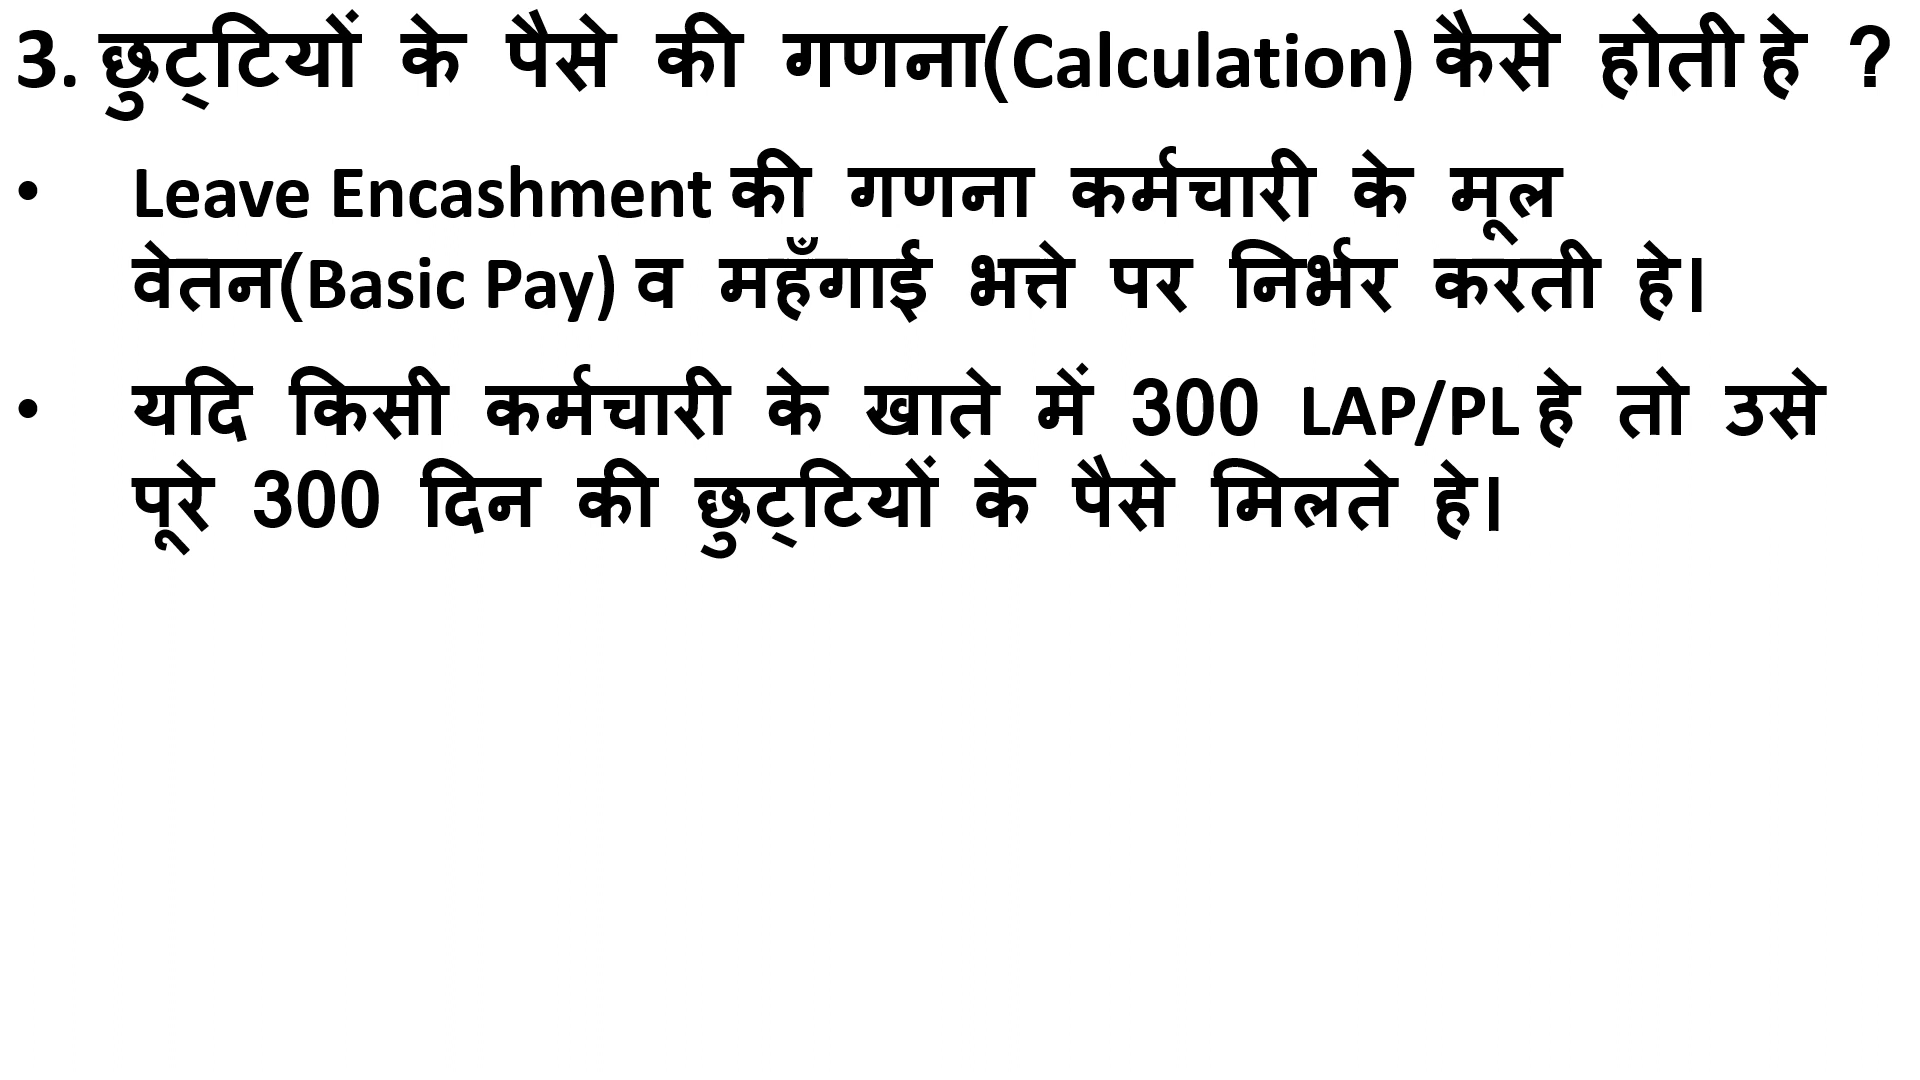 3. छुट्टियों के पैसे की गणना(Calculation) कैसे होती हे ?
• Leave Encashment की गणना कर्मचारी के मूल
वेतन(Basic Pay) व महँगाई भत्ते पर निर्भर करती हे।
• यदि किसी कर्मचारी के खाते में 300 LAP/PL हे तो उसे
पूरे 300 दिन की छुट्टियों के पैसे मिलते हे।